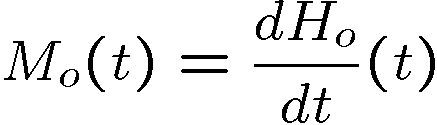 M_o(t) = \frac{dH_o}{dt}(t)